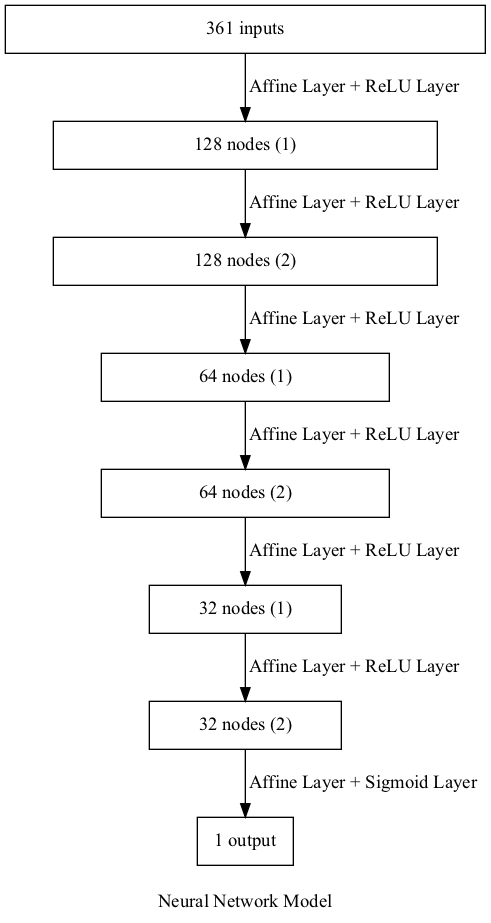 361 inputs
Affine Layer + ReLU Layer
128 nodes (1)
Affine Layer + ReLU Layer
128 nodes (2)
Affine Layer + ReLU Layer
64 nodes (1)
Affine Layer + ReLU Layer
64 nodes (2)
Affine Layer + ReLU Layer
32 nodes (1)
Affine Layer + ReLU Layer
32 nodes (2)
Affine Layer + Sigmoid Layer
1 output
Neural Network Model